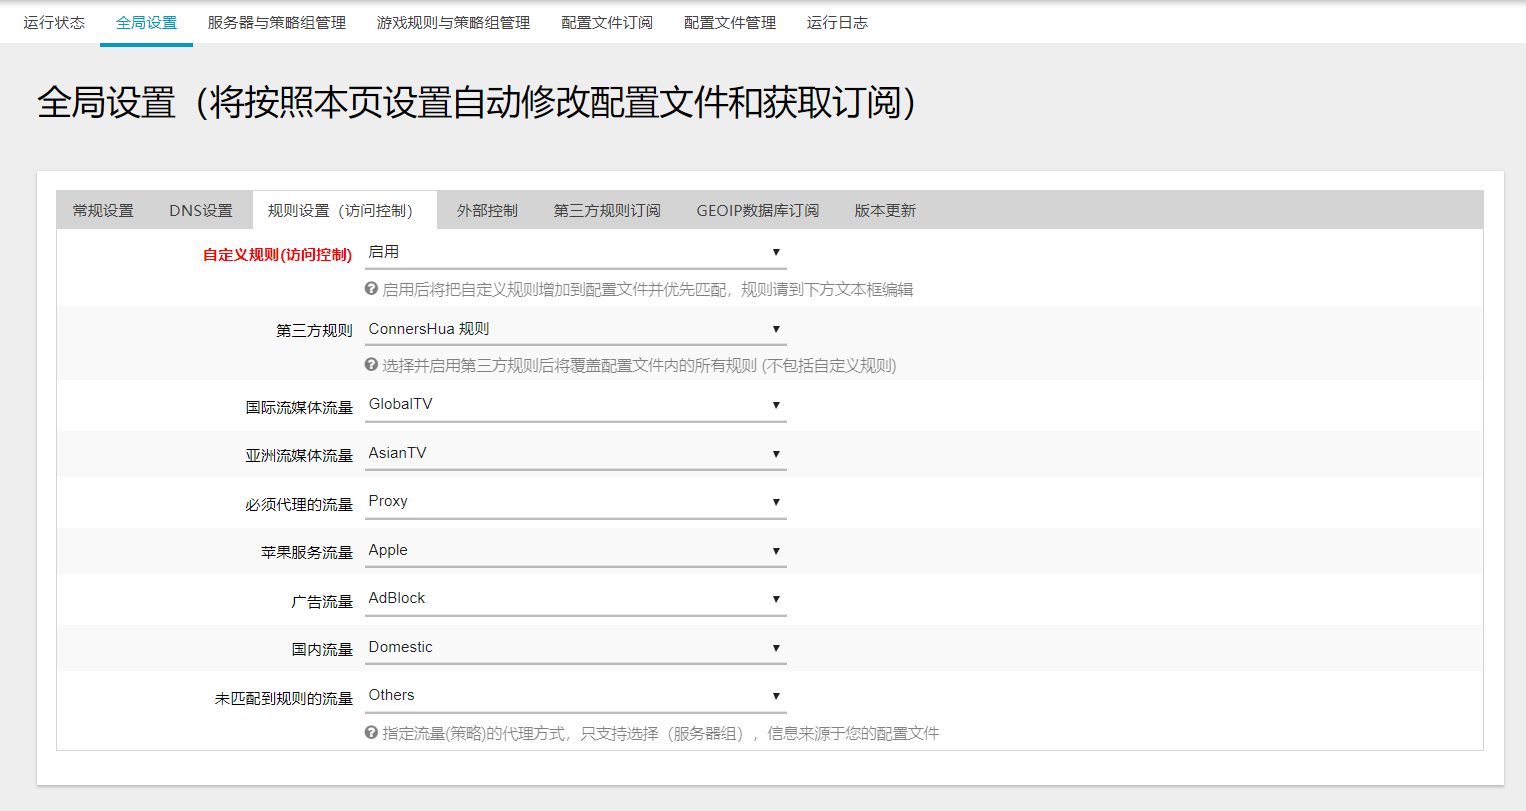 运行状态 全局设置 服务器与策略组管理 游戏规则与策略组管理 配置文件订阅 配置文件管理 运行日志
全局设置（将按照本页设置自动修改配置文件和获取订阅）
常规设置 DNS设置 规则设置（访问控制） 外部控制 第三方规则订阅 GEOIP数据库订阅 版本更新
自定义规则(访问控制) 启用
启用后将把自定义规则增加到配置文件并优先匹配，规则请到下方文本框编辑
第三方规则 ConnersHua 规则
选择并启用第三方规则后将覆盖配置文件内的所有规则 (不包括自定义规则)
国际流媒体流量 GlobalTV
亚洲流媒体流量 AsianTV
必须代理的流量 Proxy
苹果服务流量 Apple
广告流量 AdBlock
国内流量 Domestic
未匹配到规则的流量 Others
指定流量(策略)的代理方式，只支持选择（服务器组），信息来源于您的配置文件